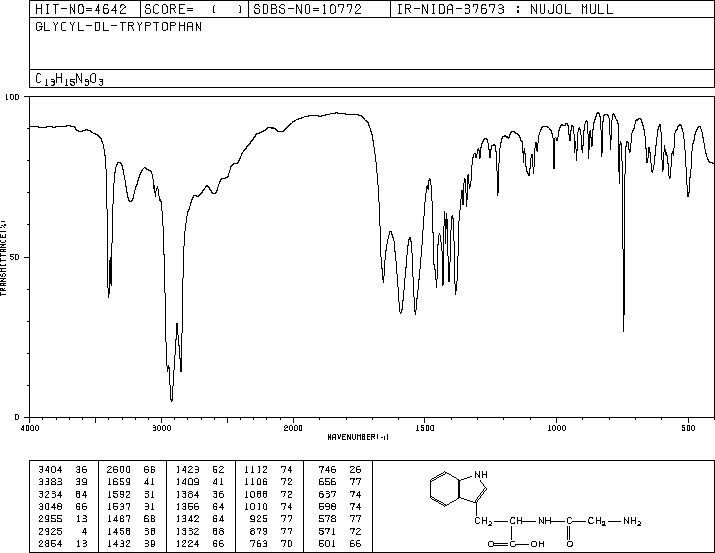 HIT-NO=4642 SCORE= ( ) SDBS-NO=10772 IR-NIDA-37673 : NUJOL MULL
GLYCYL-DL-TRYPTOPHAN
C13H15N3O3
100
50
0
TRANSMITTANCE(%)
4000 3000 2000 1500 1000 500
WAVENUMBER(-1)
3404 36 2600 66 1423 62 1112 74 746 26
3383 39 1659 41 1409 41 1106 72 656 77
3234 64 1592 31 1384 36 1088 72 637 74
3048 66 1537 31 1356 64 1010 74 598 74
2955 13 1467 68 1342 64 925 77 578 77
2925 4 1458 38 1332 68 879 77 571 72
2854 13 1432 39 1224 66 763 70 501 66
NH
CH2 CH NH C CH2 NH2
O C OH O